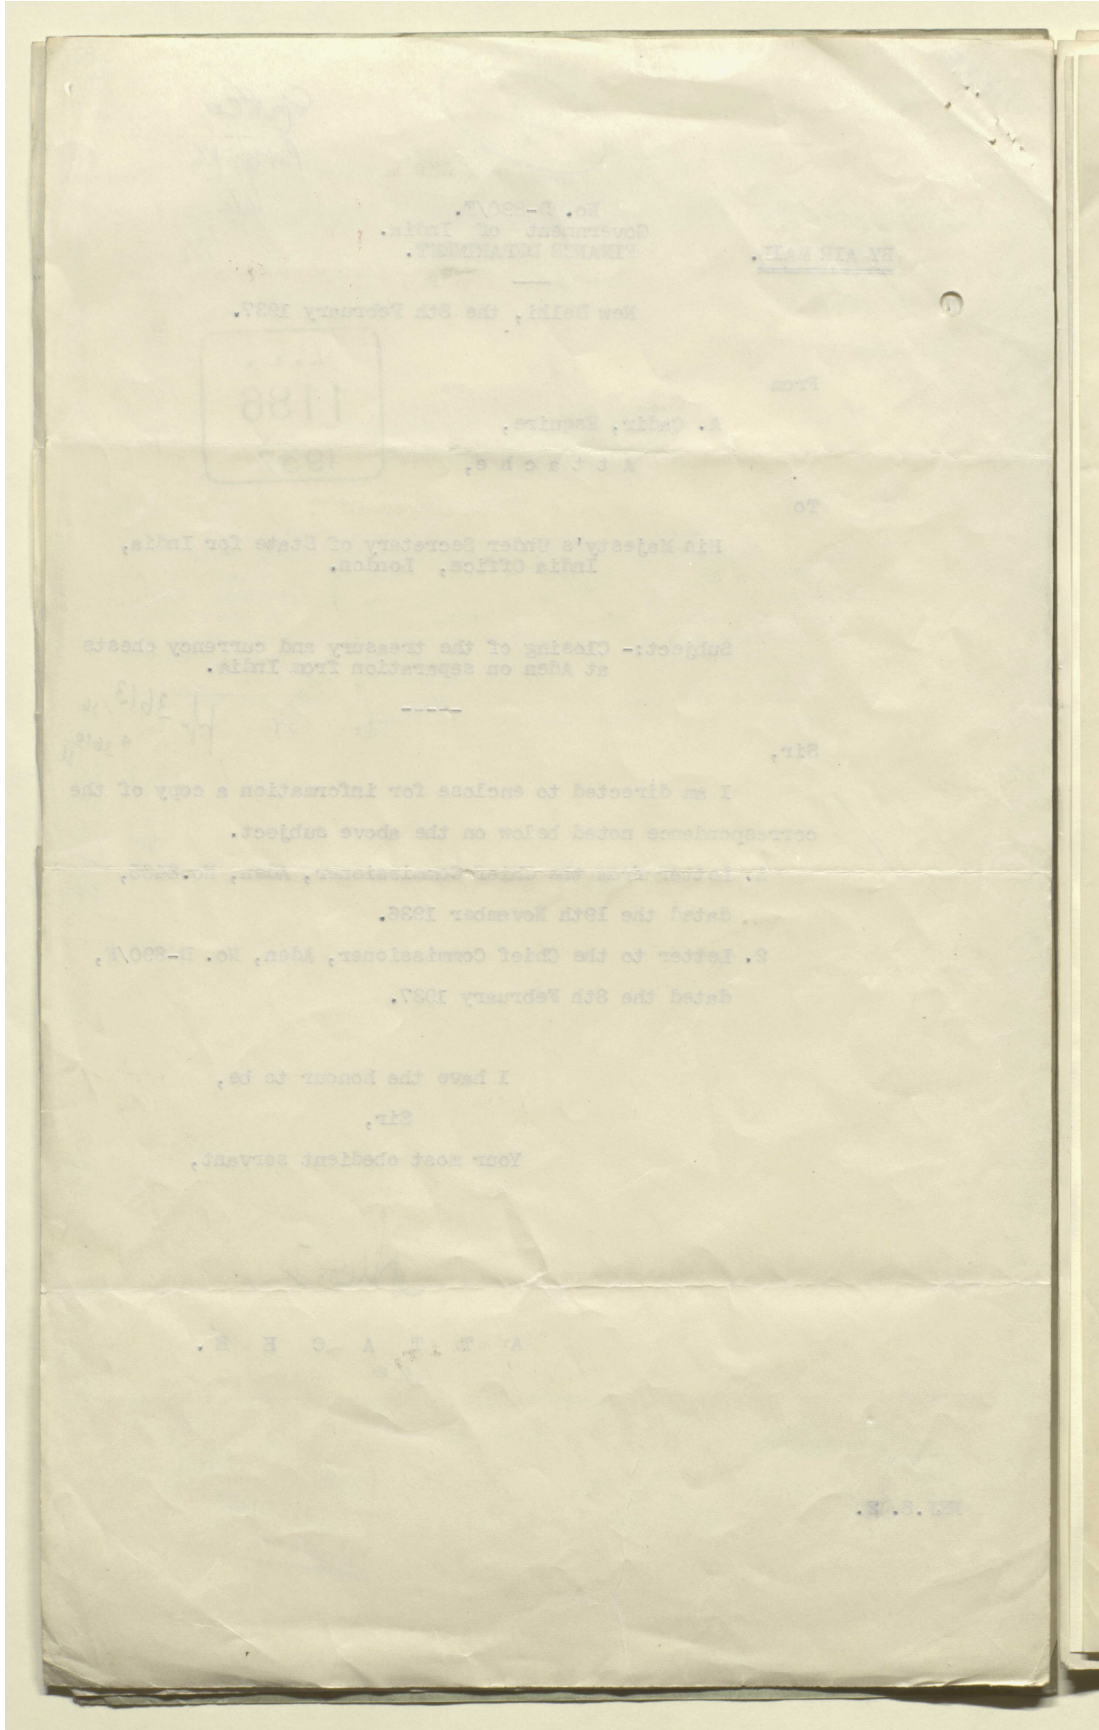 No. D-890/F.
Government of India.
FINANCE DEPARTMENT.
BY AIR MAIL.
New Delhi, the 8th February 1937.
1186
1937
From
A. Qadir, Esquire,
Attache,
To
His Majesty's Under Secretary of State for India,
India Office, London.
Subject:- Closing of the treasury and currency chests
at Aden on separation from India.
-----
Sir,
I am directed to enclose for information a copy of the
correspondence noted below on the above subject.
1. Letter from the Chief Commissioner, Aden,
dated the 19th November 1936.
2. Letter to the Chief Commissioner, Aden, No. D-890/F,
dated the 8th February 1937.
I have the honour to be,
Sir,
Your most obedient servant,
A T T A C H E.